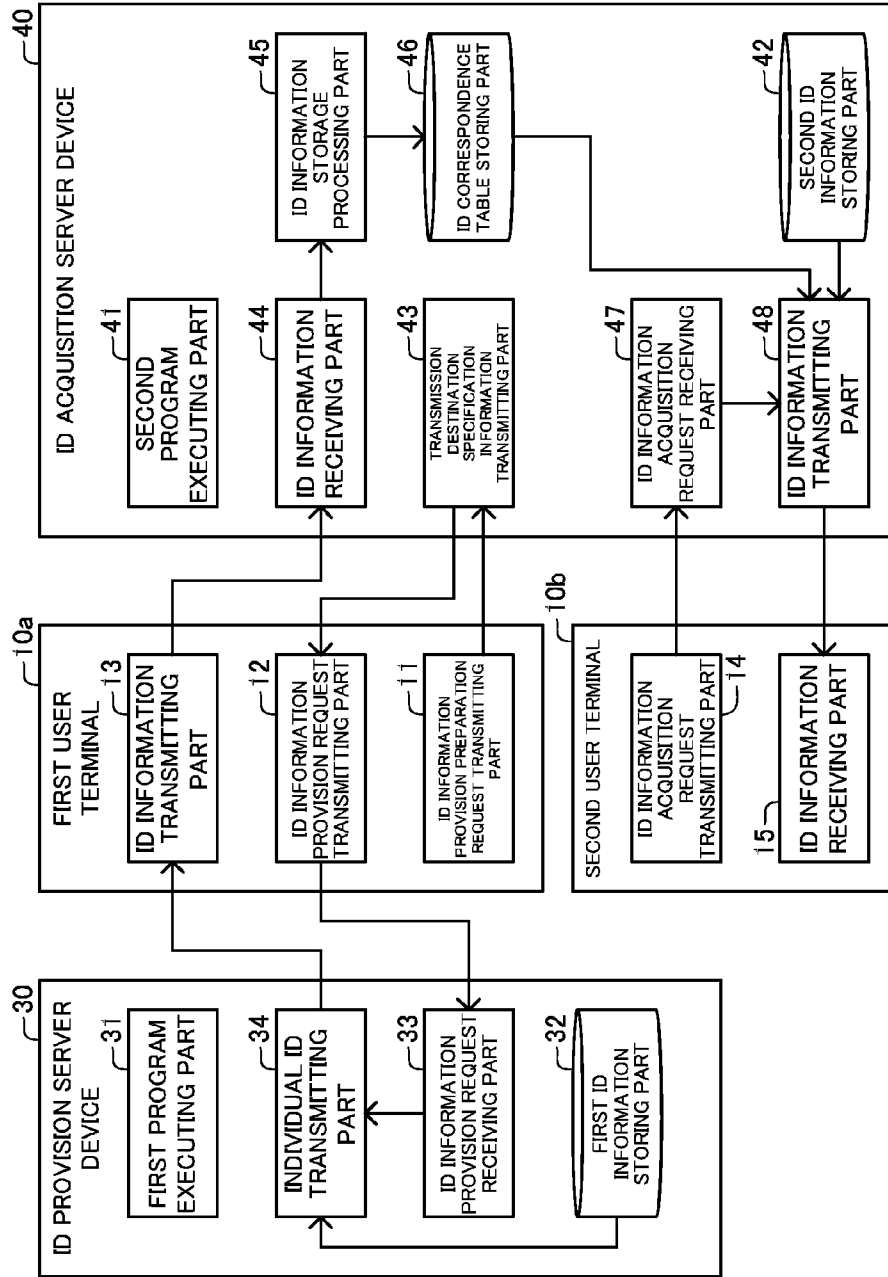 30
ID PROVISION SERVER
DEVICE
31
FIRST PROGRAM
EXECUTING PART
34
INDIVIDUAL ID
TRANSMITTING
PART
33
ID INFORMATION
PROVISION REQUEST
RECEIVING PART
32
FIRST ID
INFORMATION
STORING PART
10a
FIRST USER
TERMINAL
13
ID INFORMATION
TRANSMITTING
PART
12
ID INFORMATION
PROVISION REQUEST
TRANSMITTING PART
11
ID INFORMATION
PROVISION PREPARATION
REQUEST TRANSMITTING
PART
10b
SECOND USER TERMINAL
ID INFORMATION
ACQUISITION
REQUEST
TRANSMITTING PART
14
15
ID INFORMATION
RECEIVING PART
40
ID ACQUISITION SERVER DEVICE
41
SECOND
PROGRAM
EXECUTING PART
44
ID INFORMATION
RECEIVING PART
45
ID INFORMATION
STORAGE
PROCESSING PART
43
TRANSMISSION
DESTINATION
SPECIFICATION
INFORMATION
TRANSMITTING PART
46
ID CORRESPONDENCE
TABLE STORING PART
47
ID INFORMATION
ACQUISITION
REQUEST RECEIVING
PART
48
ID INFORMATION
TRANSMITTING
PART
42
SECOND ID
INFORMATION
STORING PART